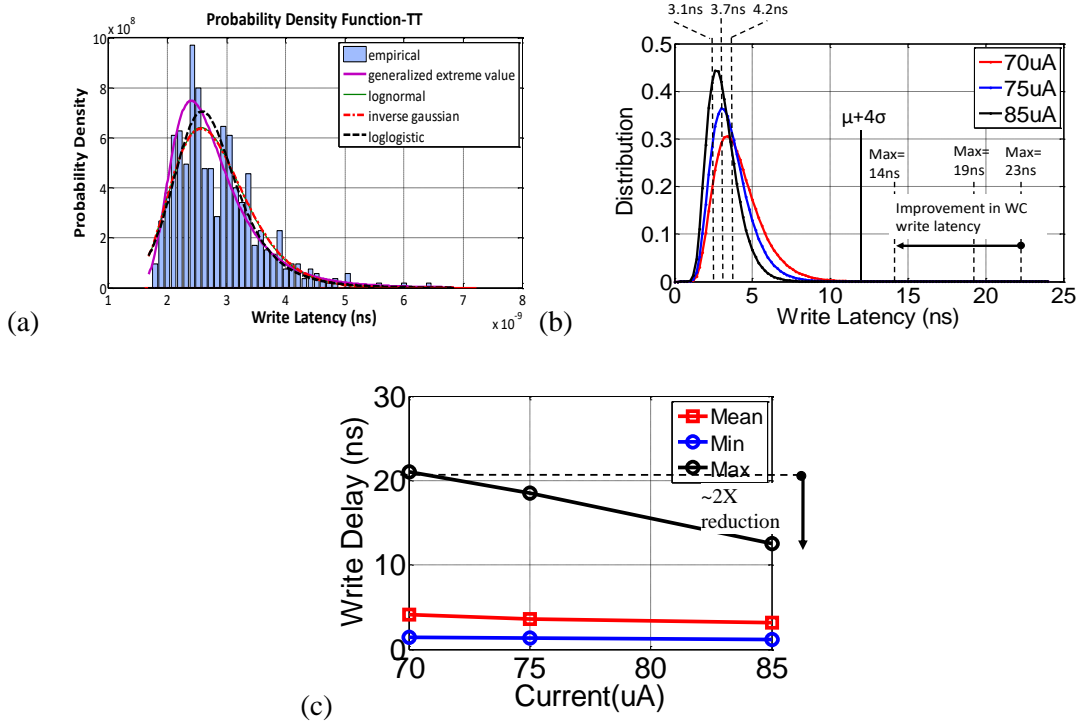 Probability Density Function-TT
x 10^8
10
8
6
4
2
0
Probability Density
empirical
generalized extreme value
lognormal
inverse gaussian
loglogistic
1 2 3 4 5 6 7 8
Write Latency (ns)
x 10^-9
(a)
3.1ns 3.7ns 4.2ns
0.5
0.4
0.3
0.2
0.1
0
Distribution
70uA
75uA
85uA
μ+4σ
Max=
14ns
Max=
19ns
Max=
23ns
Improvement in WC
write latency
0 5 10 15 20 25
Write Latency (ns)
(b)
30
20
10
0
Write Delay (ns)
Mean
Min
Max
~2X
reduction
70 75 80 85
Current(uA)
(c)